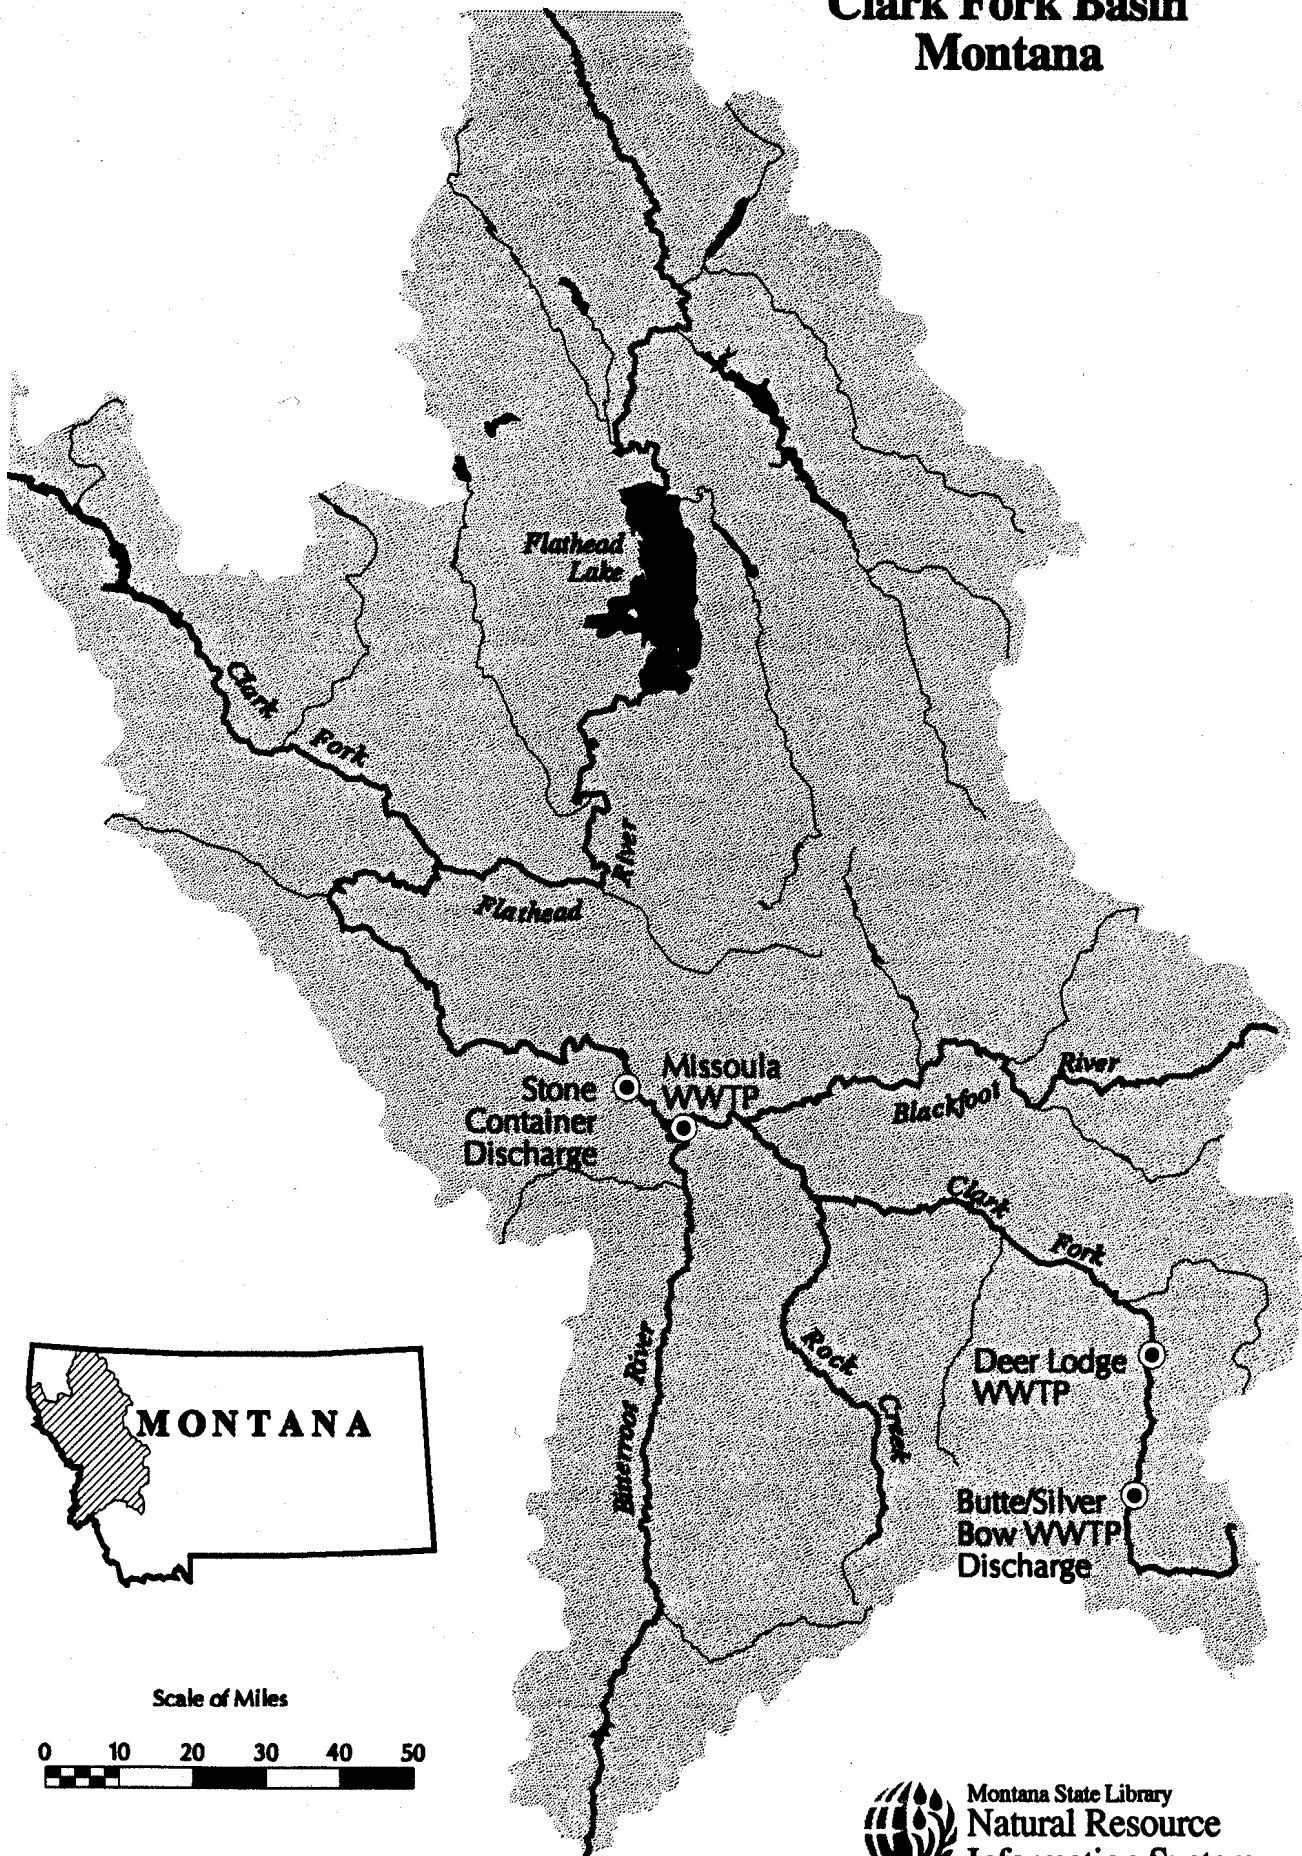 Clark Fork Basin
Montana
Flathead
Lake
Clark
Fork
River
Flathead
Missoula
WWTP
Stone
Container
Discharge
River
Blackfoot
Clark
Fork
Rock
Creek
Bitterroot River
Deer Lodge
WWTP
Butte/Silver
Bow WWTP
Discharge
MONTANA
Scale of Miles
0 10 20 30 40 50
Montana State Library
Natural Resource
Information System